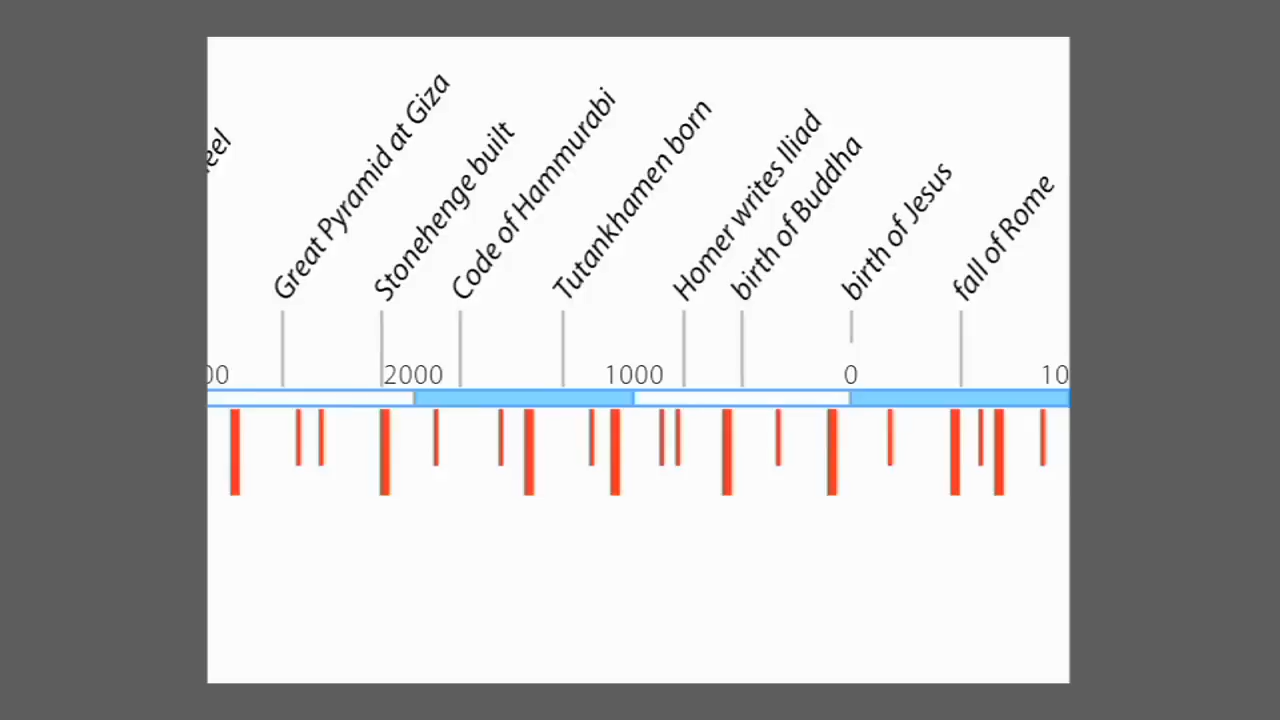 Great Pyramid at Giza
Stonehenge built
Code of Hammurabi
Tutankhamen born
Homer writes Iliad
birth of Buddha
birth of Jesus
fall of Rome
2000
1000
0